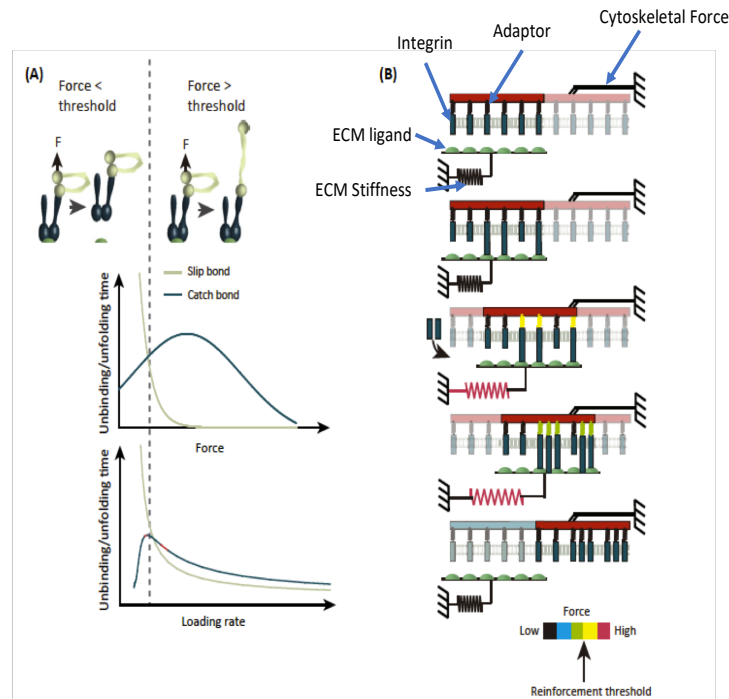 Cytoskeletal Force
Adaptor
Integrin
(A)
Force <
threshold
Force >
threshold
F
F
(B)
ECM ligand
ECM Stiffness
Slip bond
Catch bond
Unbinding/unfolding time
Force
Unbinding/unfolding time
Loading rate
Force
Low
High
Reinforcement threshold